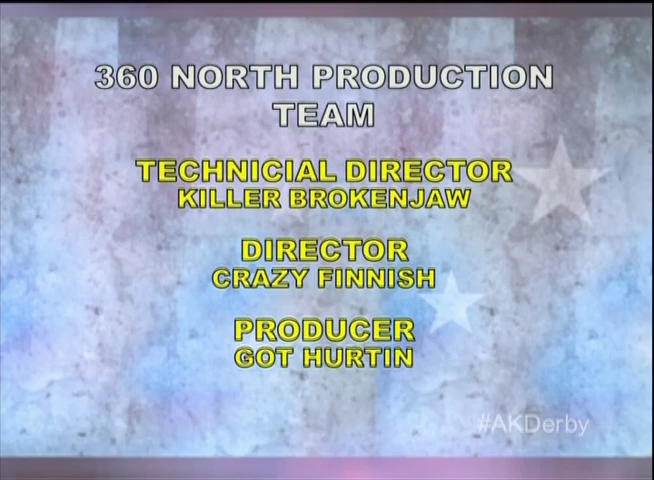 360 NORTH PRODUCTION
TEAM
TECHNICIAL DIRECTOR
KILLER BROKENJAW
DIRECTOR
CRAZY FINNISH
PRODUCER
GOT HURTIN
#AKDerby